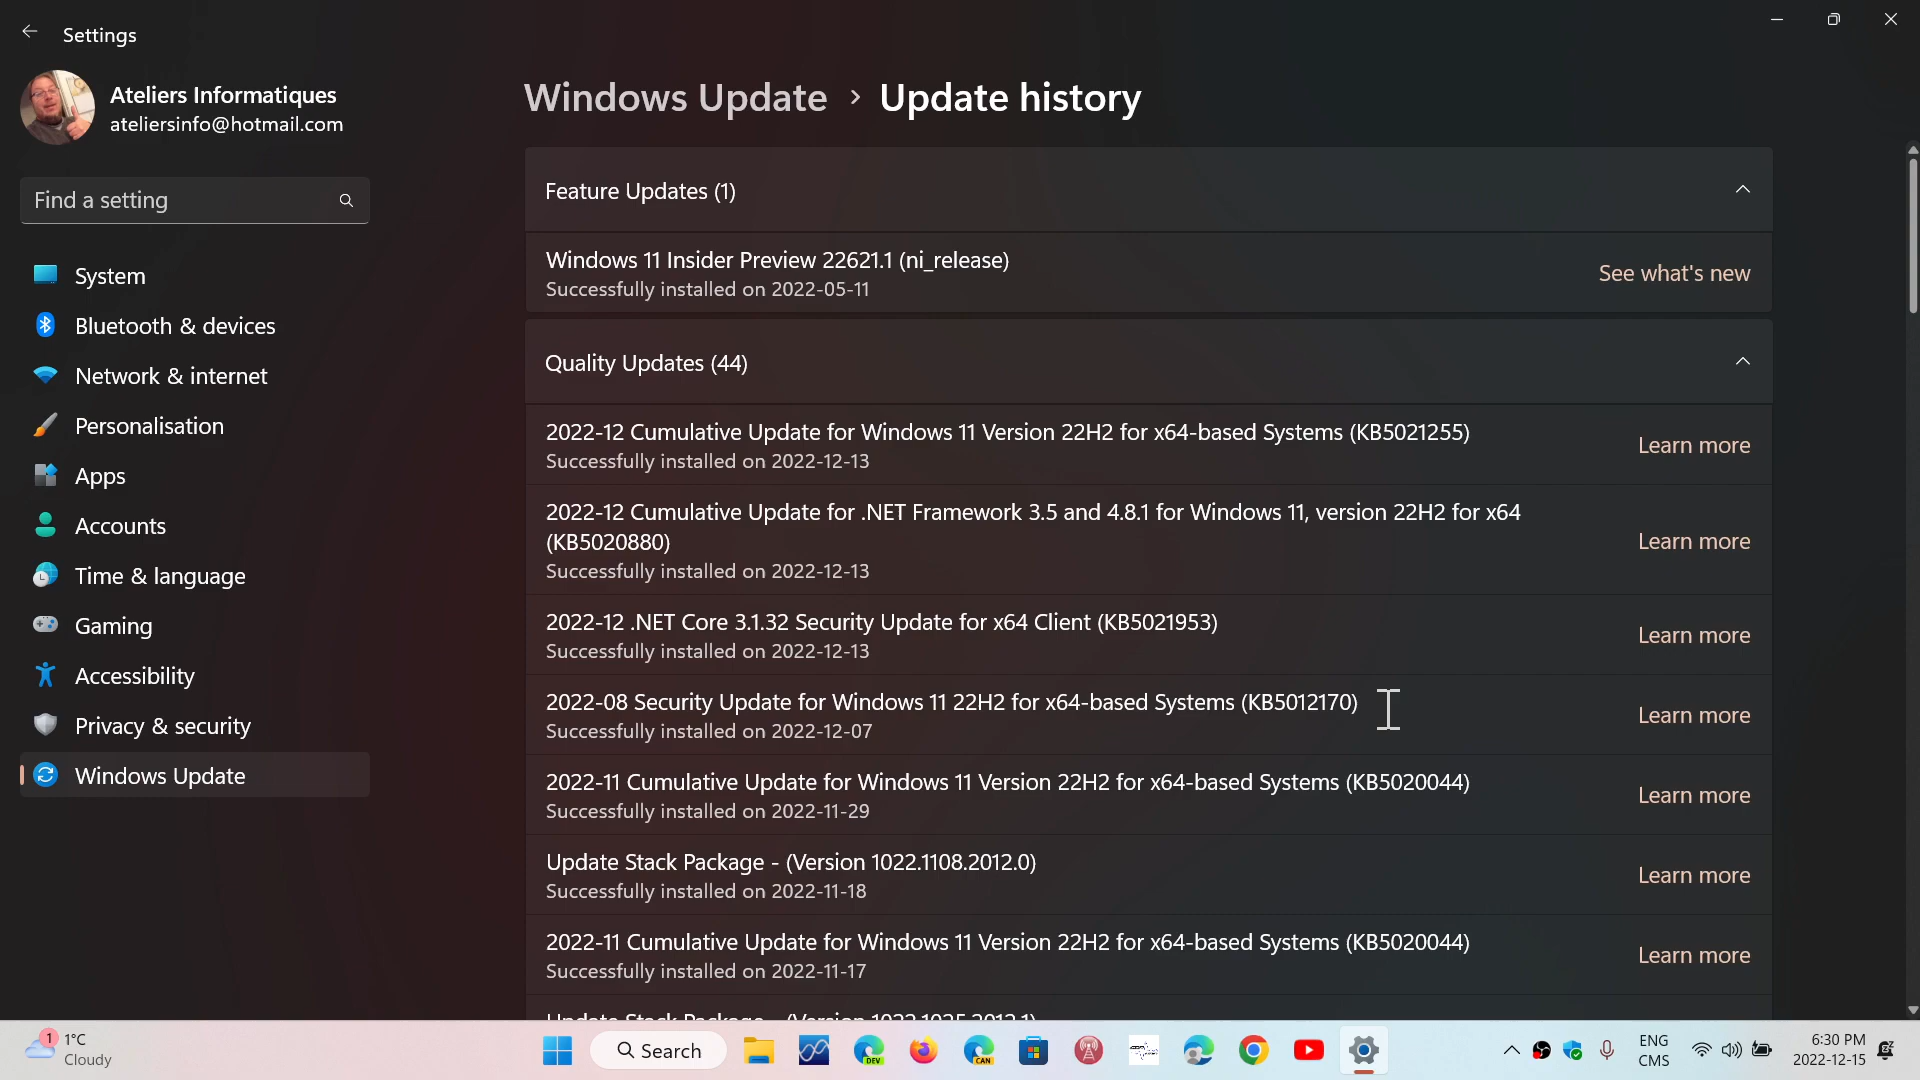 Settings
Ateliers Informatiques
ateliersinfo@hotmail.com
Find a setting
System
Bluetooth & devices
Network & internet
Personalisation
Apps
Accounts
Time & language
Gaming
Accessibility
Privacy & security
Windows Update
Windows Update > Update history
Feature Updates (1)
Windows 11 Insider Preview 22621.1 (ni_release)
Successfully installed on 2022-05-11
See what's new
Quality Updates (44)
2022-12 Cumulative Update for Windows 11 Version 22H2 for x64-based Systems (KB5021255)
Successfully installed on 2022-12-13
Learn more
2022-12 Cumulative Update for .NET Framework 3.5 and 4.8.1 for Windows 11, version 22H2 for x64
(KB5020880)
Successfully installed on 2022-12-13
Learn more
2022-12 .NET Core 3.1.32 Security Update for x64 Client (KB5021953)
Successfully installed on 2022-12-13
Learn more
2022-08 Security Update for Windows 11 22H2 for x64-based Systems (KB5012170)
Successfully installed on 2022-12-07
Learn more
2022-11 Cumulative Update for Windows 11 Version 22H2 for x64-based Systems (KB5020044)
Successfully installed on 2022-11-29
Learn more
Update Stack Package - (Version 1022.1108.2012.0)
Successfully installed on 2022-11-18
Learn more
2022-11 Cumulative Update for Windows 11 Version 22H2 for x64-based Systems (KB5020044)
Successfully installed on 2022-11-17
Learn more
Update Stack Package - (Version 1022.1025.2012.1)
1
1°C
Cloudy
Search
DEV
CAN
ENG
CMS
6:30 PM
2022-12-15